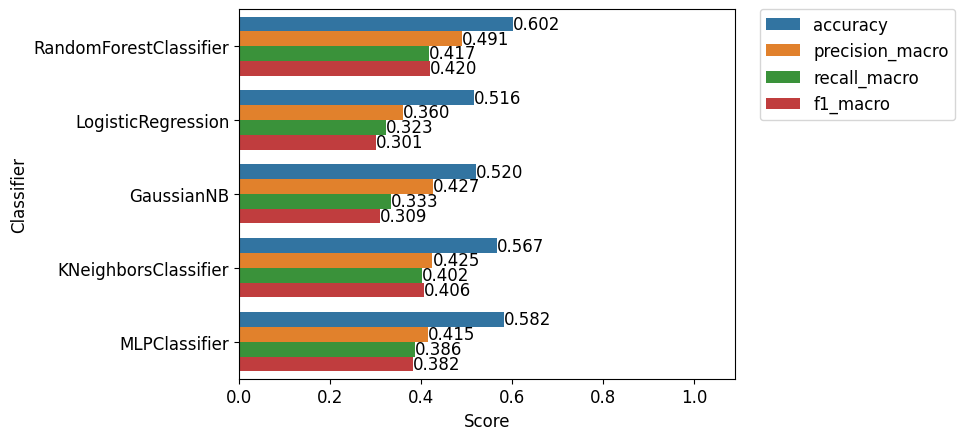 RandomForestClassifier
0.602
0.491
0.417
0.420
LogisticRegression
0.516
0.360
0.323
0.301
GaussianNB
0.520
0.427
0.333
0.309
KNeighborsClassifier
0.567
0.425
0.402
0.406
MLPClassifier
0.582
0.415
0.386
0.382
Classifier
0.0 0.2 0.4 0.6 0.8 1.0
Score
accuracy
precision_macro
recall_macro
f1_macro